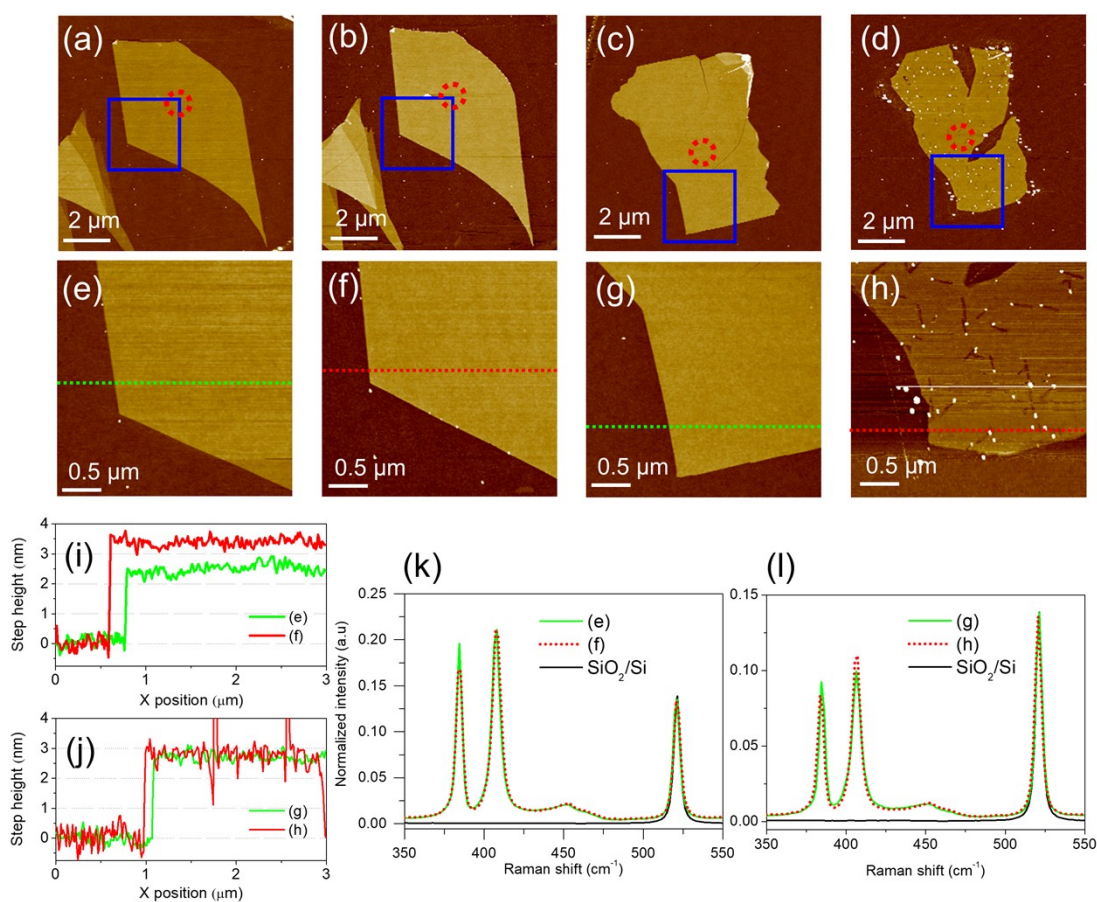 (a) (b) (c) (d)
2 μm 2 μm 2 μm 2 μm
(e) (f) (g) (h)
0.5 μm 0.5 μm 0.5 μm 0.5 μm
(i)
Step height (nm)
4
3
2
1
0
(e)
(f)
0 1 2 3
X position (μm)
(j)
Step height (nm)
4
3
2
1
0
(g)
(h)
0 1 2 3
X position (μm)
(k)
Normalized intensity (a.u)
0.25
0.20
0.15
0.10
0.05
0.00
(e)
(f)
SiO2/Si
350 400 450 500 550
Raman shift (cm-1)
(l)
0.15
0.10
0.05
0.00
(g)
(h)
SiO2/Si
350 400 450 500 550
Raman shift (cm-1)